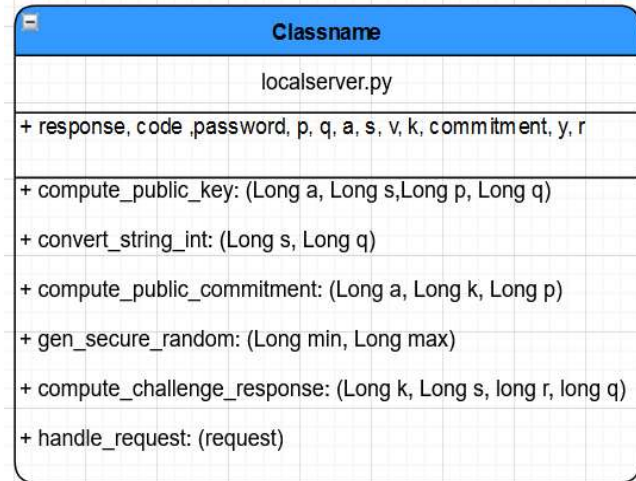 Classname
localserver.py
+ response, code ,password, p, q, a, s, v, k, commitment, y, r
+ compute_public_key: (Long a, Long s,Long p, Long q)
+ convert_string_int: (Long s, Long q)
+ compute_public_commitment: (Long a, Long k, Long p)
+ gen_secure_random: (Long min, Long max)
+ compute_challenge_response: (Long k, Long s, long r, long q)
+ handle_request: (request)